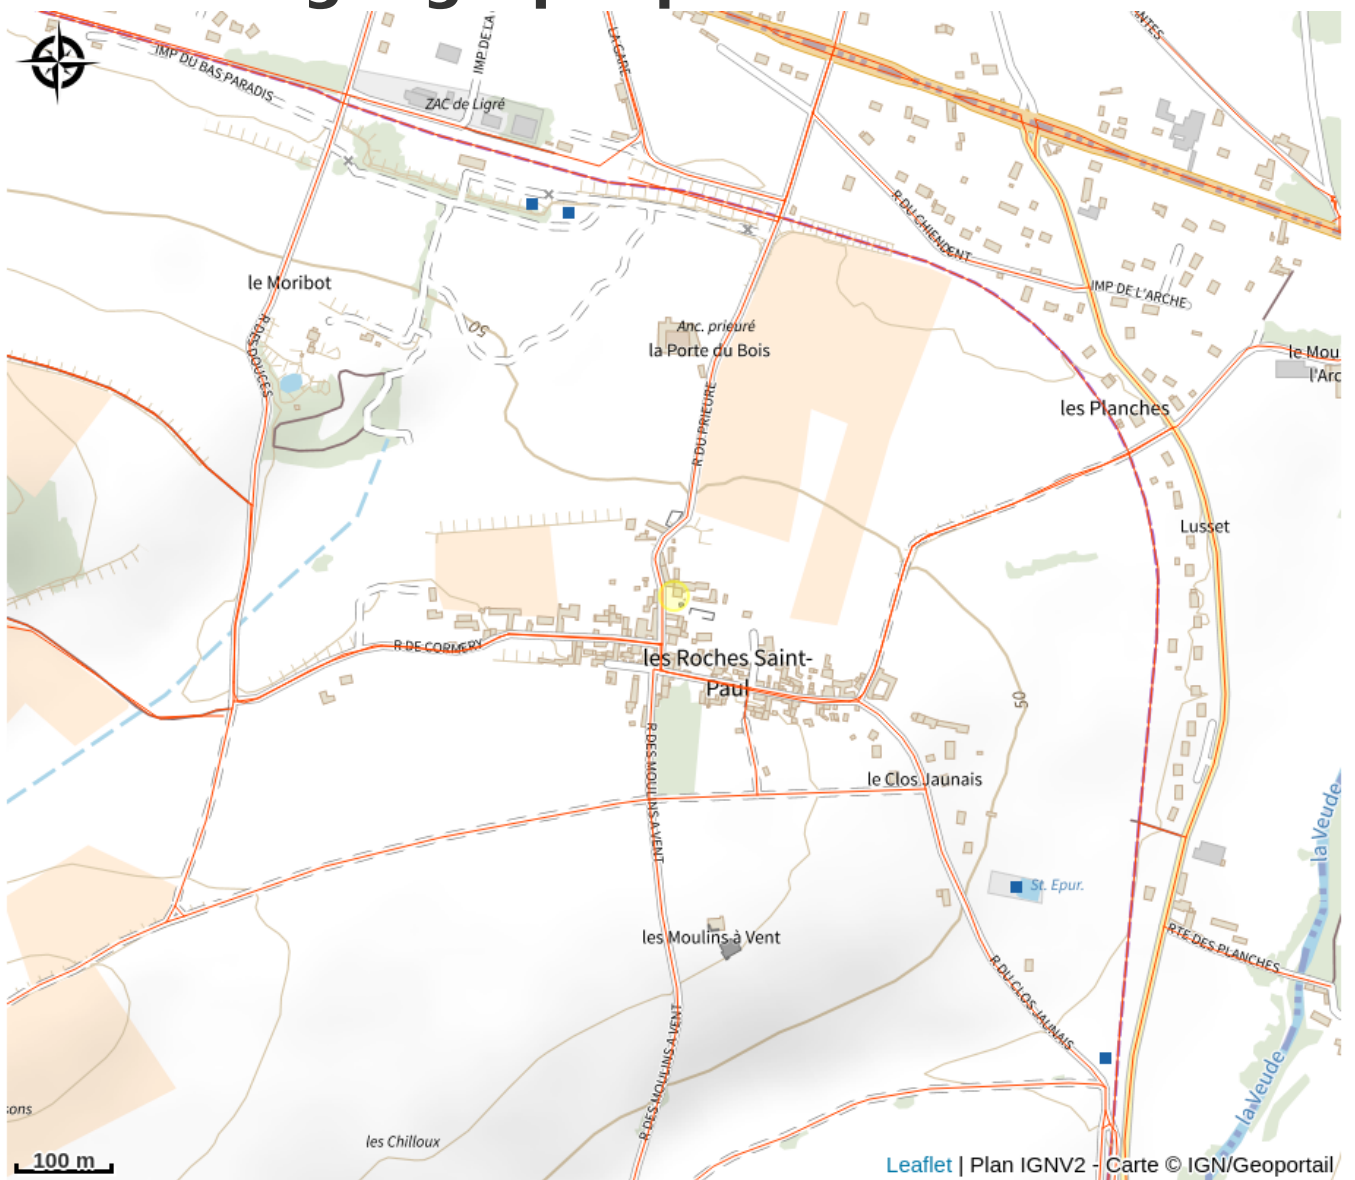 IMP DU BAS PARADIS
IMP DE LA
LA GARE
ZAC de Ligré
R DU CHIENDENT
IMP DE L'ARCHE
le Moribot
R DES DOUCES
50
Anc. prieuré
la Porte du Bois
R DU PRIEURE
le Mou
l'Arc
les Planches
Lusset
R DE CORMERY
les Roches Saint-
Paul
50
R DES MOULINS A VENT
le Clos Jaunais
la Veude
St. Epur.
les Moulins à Vent
RTE DES PLANCHES
R DU CLOS JAUNAIS
R DES MOULINS A VENT
la Veude
sons
les Chilloux
100 m
Leaflet | Plan IGNV2 - Carte © IGN/Geoportail